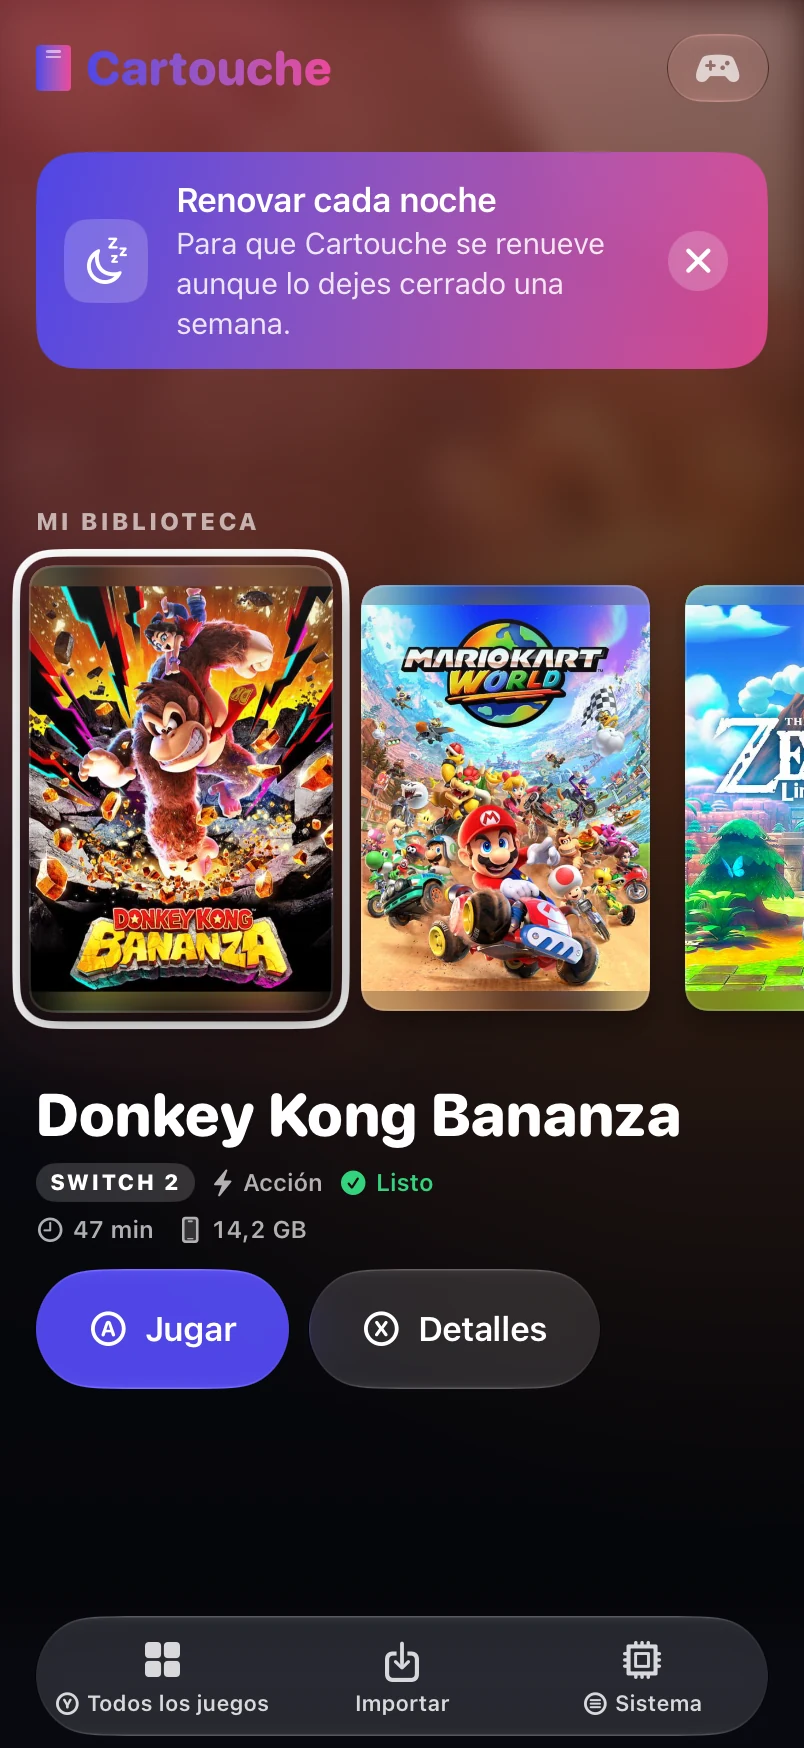 Cartouche
Renovar cada noche
Para que Cartouche se renueve
aunque lo dejes cerrado una
semana.
MI BIBLIOTECA
DONKEY KONG
BANANZA
MARIOKART
WORLD
Donkey Kong Bananza
SWITCH 2 Acción Listo
47 min 14,2 GB
A Jugar X Detalles
Y Todos los juegos Importar Sistema